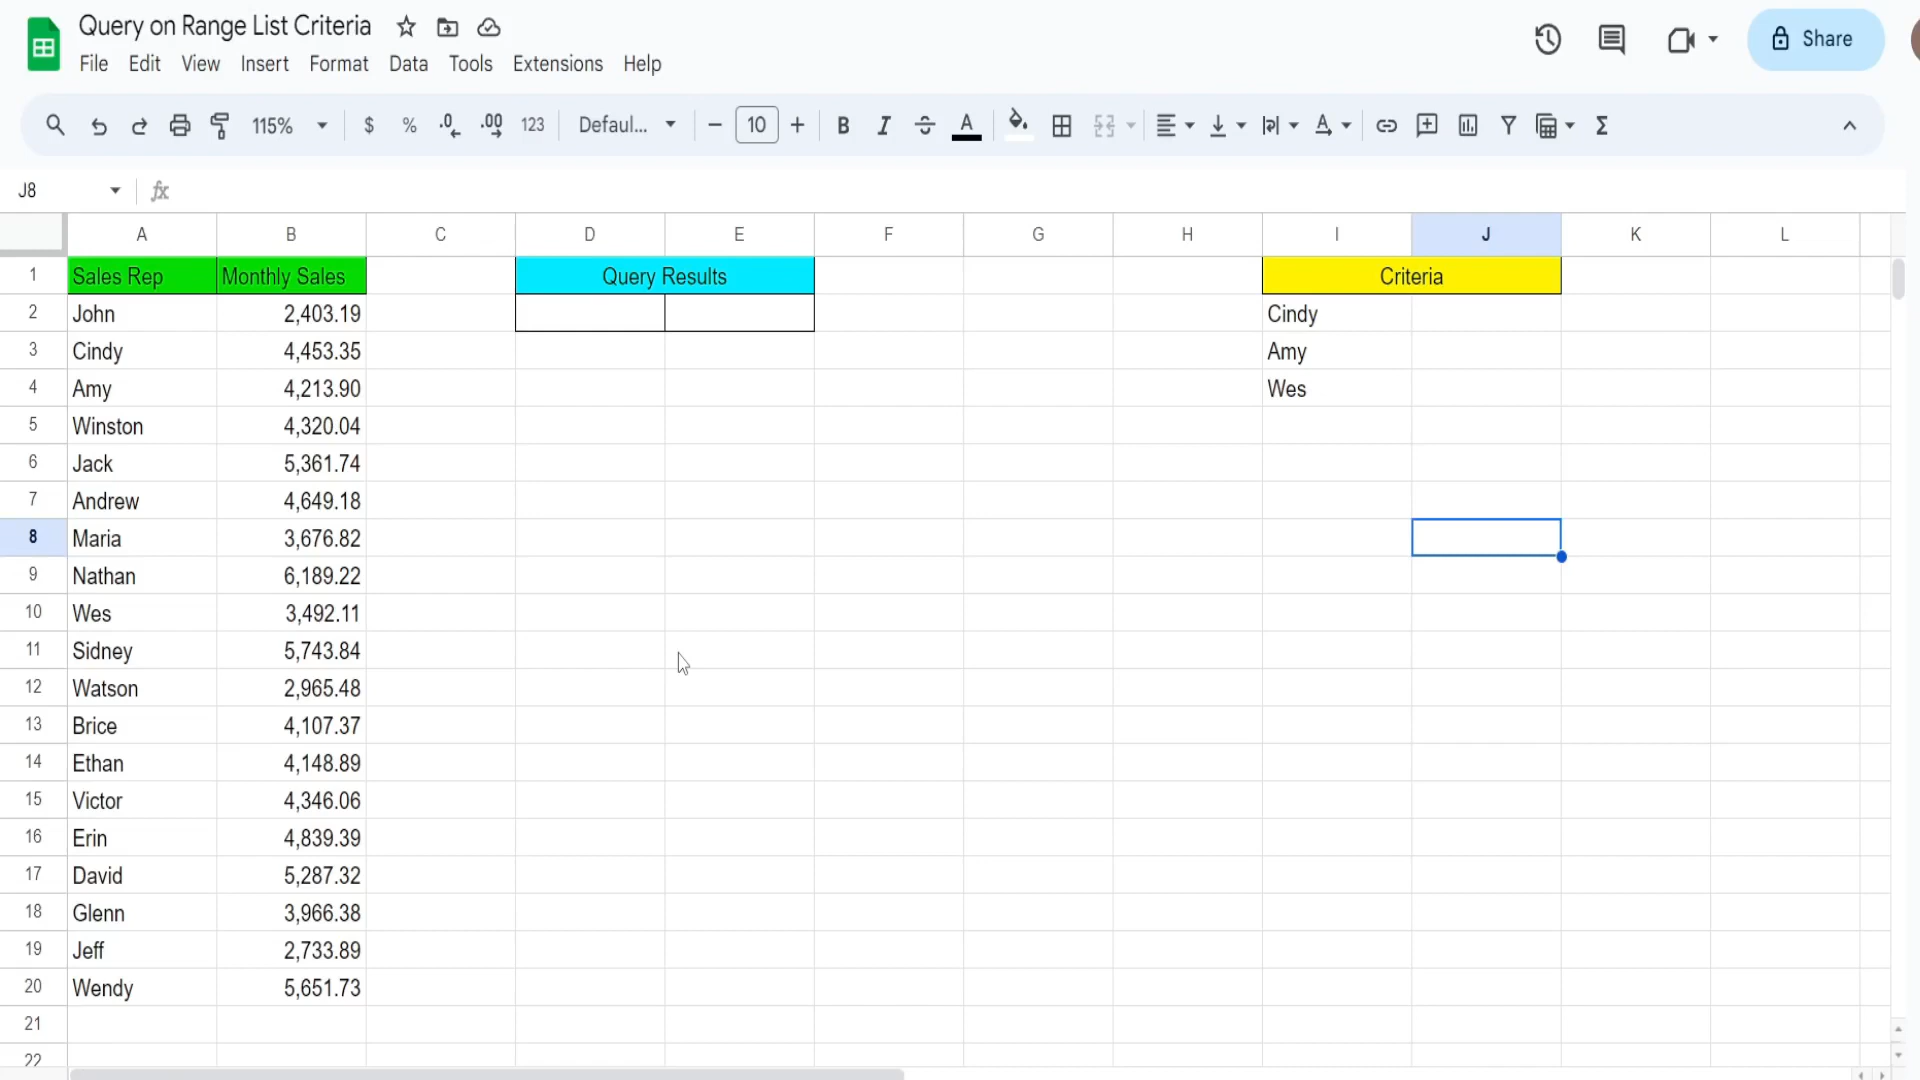 Query on Range List Criteria
File Edit View Insert Format Data Tools Extensions Help
Share
115% $ % .0 .00 123 Defaul... − 10 + B I A Σ
J8 fx
A B C D E F G H I J K L
1 Sales Rep Monthly Sales Query Results Criteria
2 John 2,403.19 Cindy
3 Cindy 4,453.35 Amy
4 Amy 4,213.90 Wes
5 Winston 4,320.04
6 Jack 5,361.74
7 Andrew 4,649.18
8 Maria 3,676.82
9 Nathan 6,189.22
10 Wes 3,492.11
11 Sidney 5,743.84
12 Watson 2,965.48
13 Brice 4,107.37
14 Ethan 4,148.89
15 Victor 4,346.06
16 Erin 4,839.39
17 David 5,287.32
18 Glenn 3,966.38
19 Jeff 2,733.89
20 Wendy 5,651.73
21
22